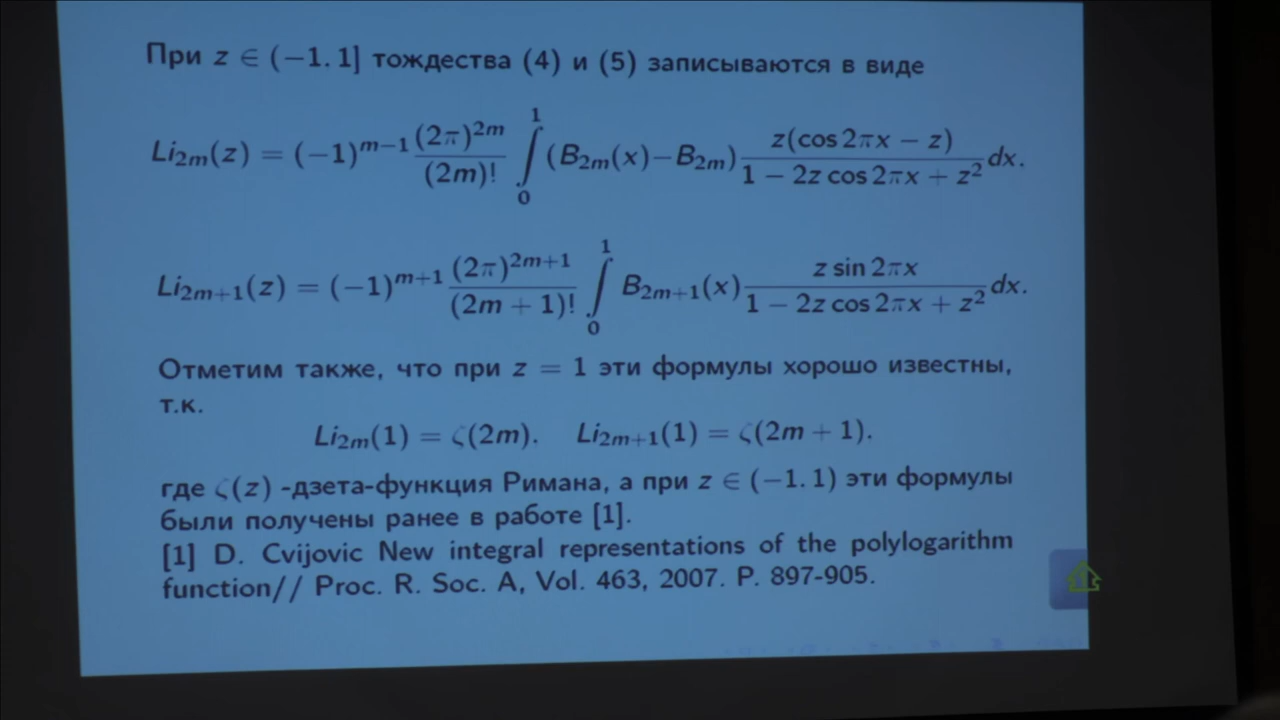 При z ∈ (−1. 1] тождества (4) и (5) записываются в виде
Li_{2m}(z) = (−1)^{m−1} \frac{(2π)^{2m}}{(2m)!} \int_0^1 (B_{2m}(x)−B_{2m}) \frac{z(cos 2πx − z)}{1 − 2z cos 2πx + z^2} dx.
Li_{2m+1}(z) = (−1)^{m+1} \frac{(2π)^{2m+1}}{(2m + 1)!} \int_0^1 B_{2m+1}(x) \frac{z sin 2πx}{1 − 2z cos 2πx + z^2} dx.
Отметим также, что при z = 1 эти формулы хорошо известны,
т.к.
Li_{2m}(1) = ζ(2m). Li_{2m+1}(1) = ζ(2m + 1).
где ζ(z) -дзета-функция Римана, а при z ∈ (−1. 1) эти формулы
были получены ранее в работе [1].
[1] D. Cvijovic New integral representations of the polylogarithm
function// Proc. R. Soc. A, Vol. 463, 2007. P. 897-905.